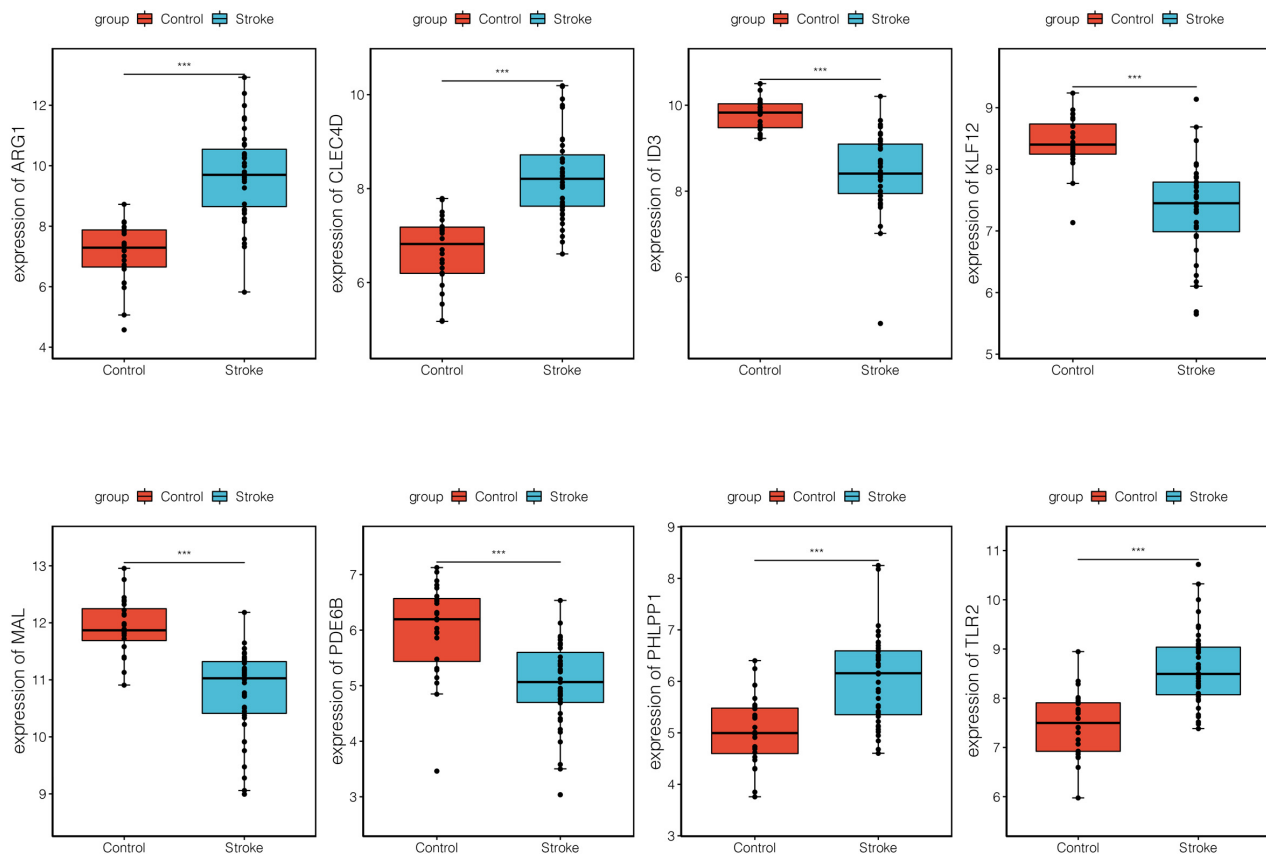 group Control Stroke
expression of ARG1
***
12
10
8
6
4
Control Stroke
group Control Stroke
expression of CLEC4D
***
10
8
6
Control Stroke
group Control Stroke
expression of ID3
***
10
8
6
Control Stroke
group Control Stroke
expression of KLF12
***
9
8
7
6
5
Control Stroke
group Control Stroke
expression of MAL
***
13
12
11
10
9
Control Stroke
group Control Stroke
expression of PDE6B
***
7
6
5
4
3
Control Stroke
group Control Stroke
expression of PHLPP1
***
9
8
7
6
5
4
3
Control Stroke
group Control Stroke
expression of TLR2
***
11
10
9
8
7
6
Control Stroke